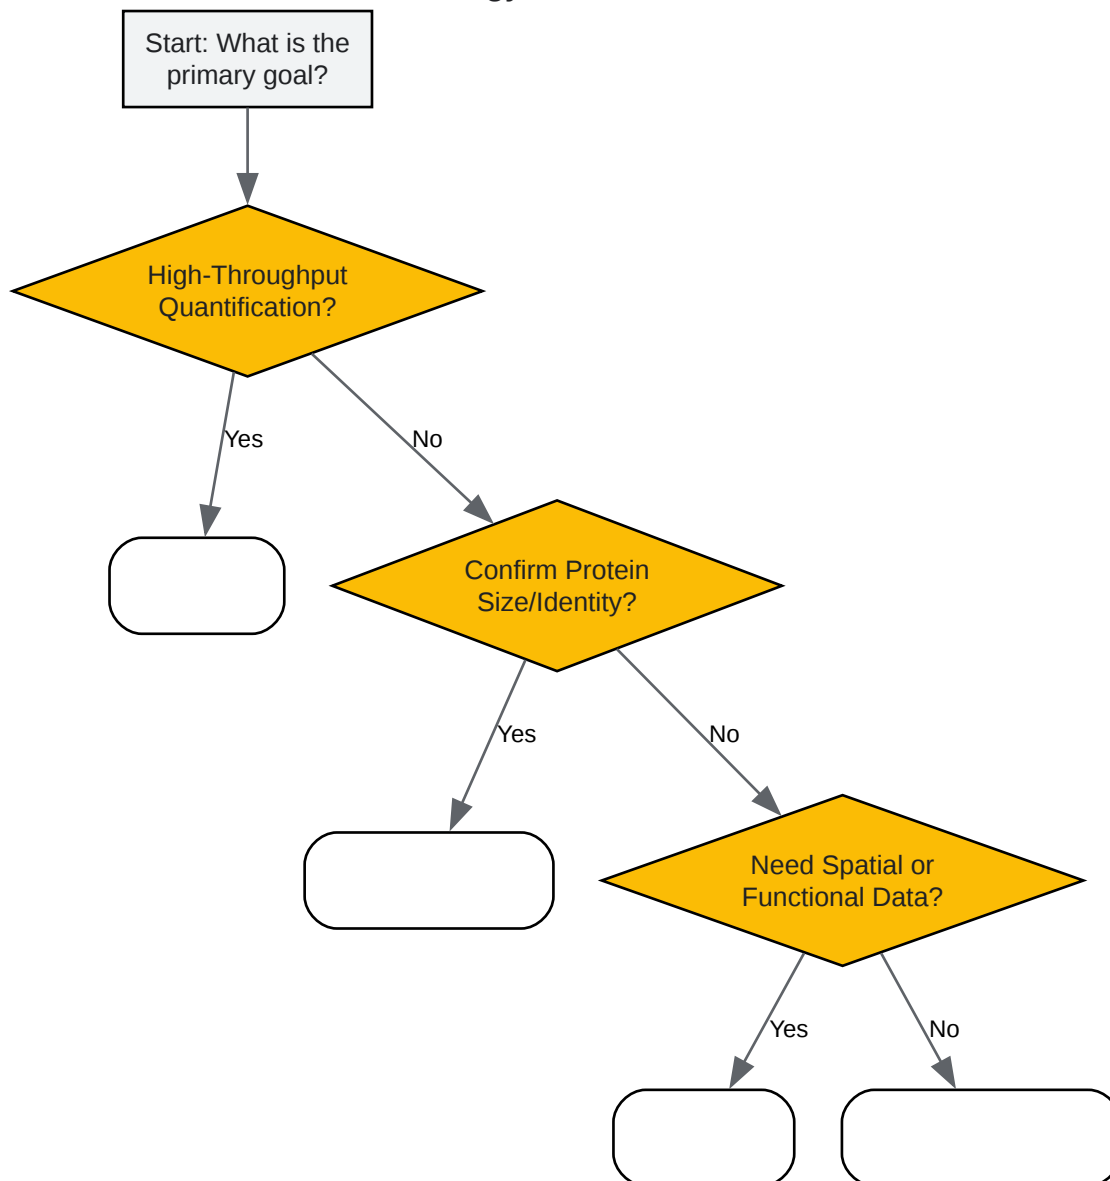 Start: What is the
primary goal?
High-Throughput
Quantification?
Yes
No
Confirm Protein
Size/Identity?
Yes
No
Need Spatial or
Functional Data?
Yes
No